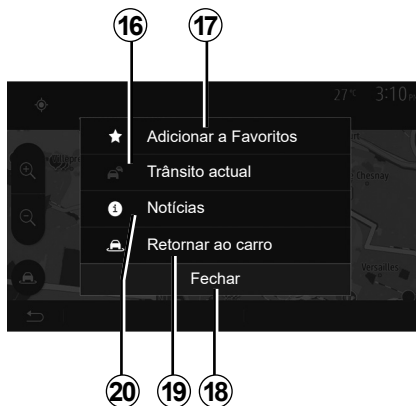 16 17
27 °C 3:10
Adicionar a Favoritos
Trânsito actual
Chesnay
Notícias
Retornar ao carro
Versailles
Fechar
20 19 18